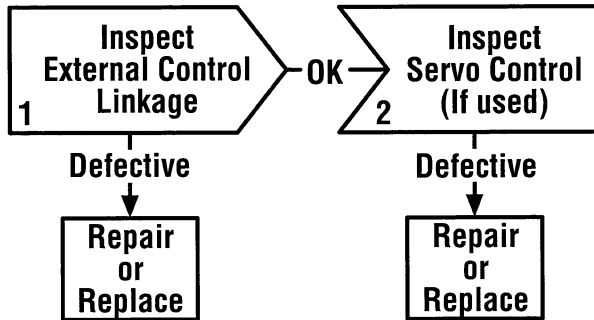 Inspect
External Control
Linkage
1
OK
Inspect
Servo Control
(If used)
2
Defective
Defective
Repair
or
Replace
Repair
or
Replace